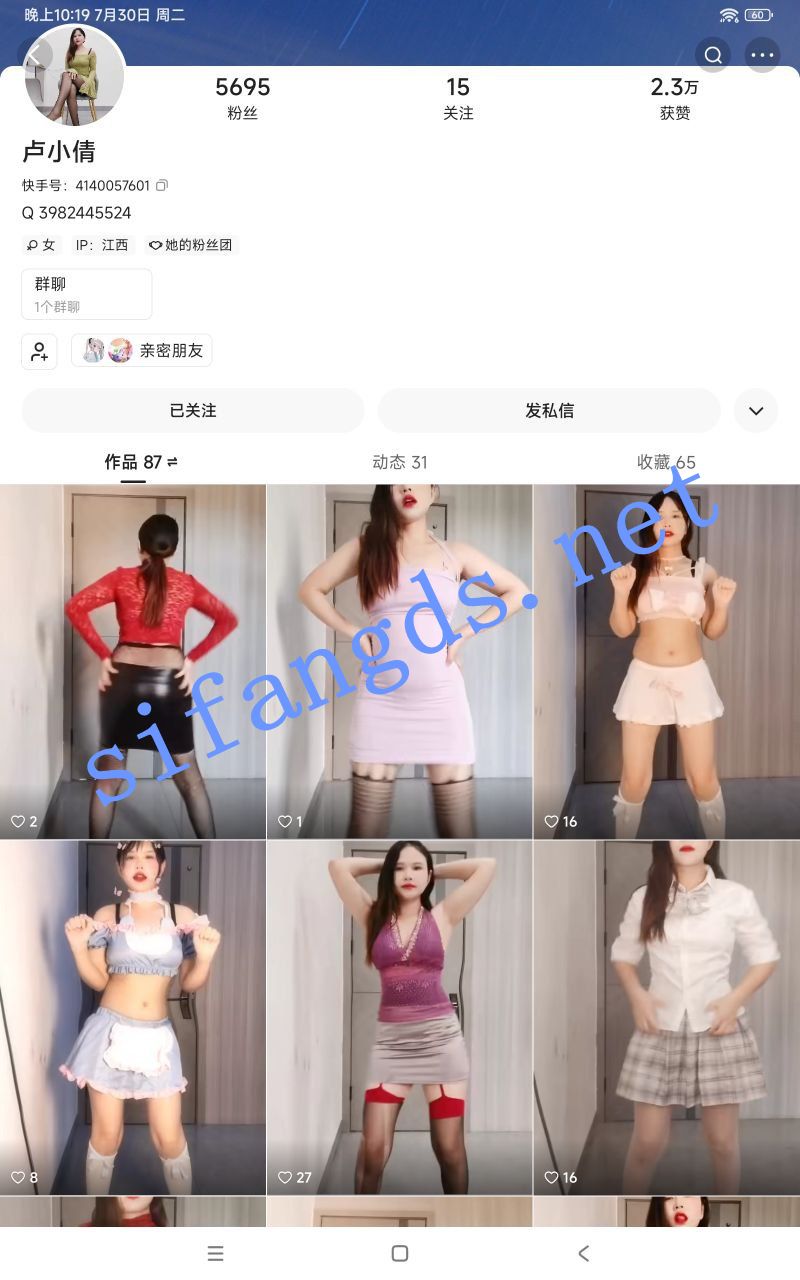 晚上10:19 7月30日 周二
60
5695
15
2.3万
粉丝
关注
获赞
卢小倩
快手号：4140057601
Q 3982445524
女 IP：江西 她的粉丝团
群聊
1个群聊
亲密朋友
已关注
发私信
作品 87
动态 31
收藏 65
sifangds.net
2
1
16
8
27
16